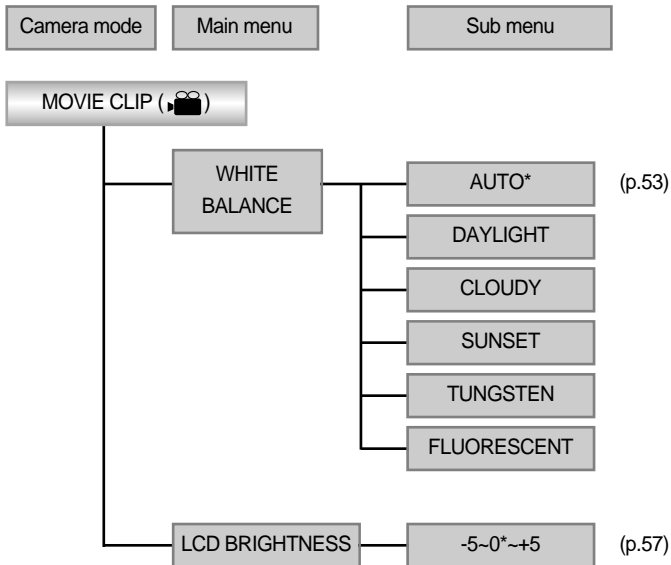 Camera mode Main menu Sub menu
MOVIE CLIP ( )
WHITE
BALANCE
AUTO* (p.53)
DAYLIGHT
CLOUDY
SUNSET
TUNGSTEN
FLUORESCENT
LCD BRIGHTNESS -5~0*~+5 (p.57)